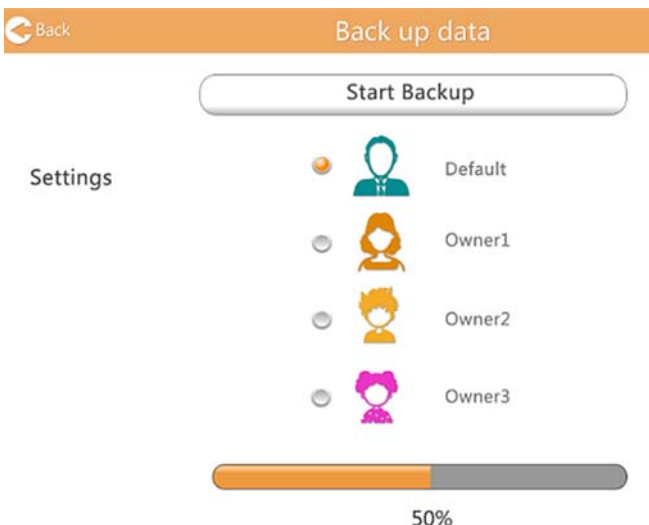 Back
Back up data
Start Backup
Settings
Default
Owner1
Owner2
Owner3
50%